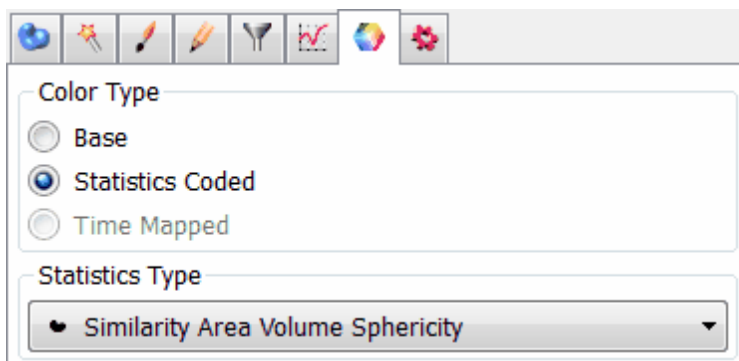 Color Type
Base
Statistics Coded
Time Mapped
Statistics Type
Similarity Area Volume Sphericity